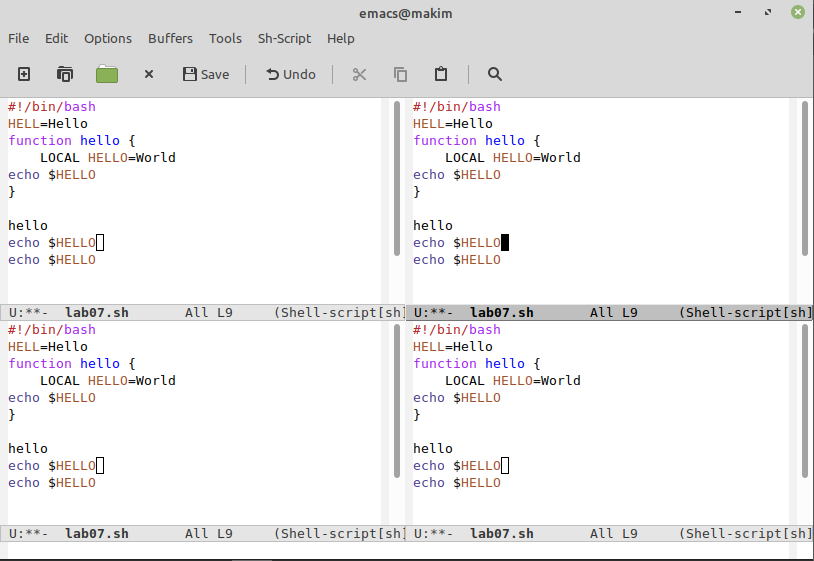 emacs@makim
File Edit Options Buffers Tools Sh-Script Help
Save Undo
#!/bin/bash
HELL=Hello
function hello {
    LOCAL HELLO=World
echo $HELLO
}

hello
echo $HELLO
echo $HELLO
U:**-  lab07.sh       All L9     (Shell-script[sh]
#!/bin/bash
HELL=Hello
function hello {
    LOCAL HELLO=World
echo $HELLO
}

hello
echo $HELLO
echo $HELLO
U:**-  lab07.sh       All L9     (Shell-script[sh]
#!/bin/bash
HELL=Hello
function hello {
    LOCAL HELLO=World
echo $HELLO
}

hello
echo $HELLO
echo $HELLO
U:**-  lab07.sh       All L9     (Shell-script[sh]
#!/bin/bash
HELL=Hello
function hello {
    LOCAL HELLO=World
echo $HELLO
}

hello
echo $HELLO
echo $HELLO
U:**-  lab07.sh       All L9     (Shell-script[sh]